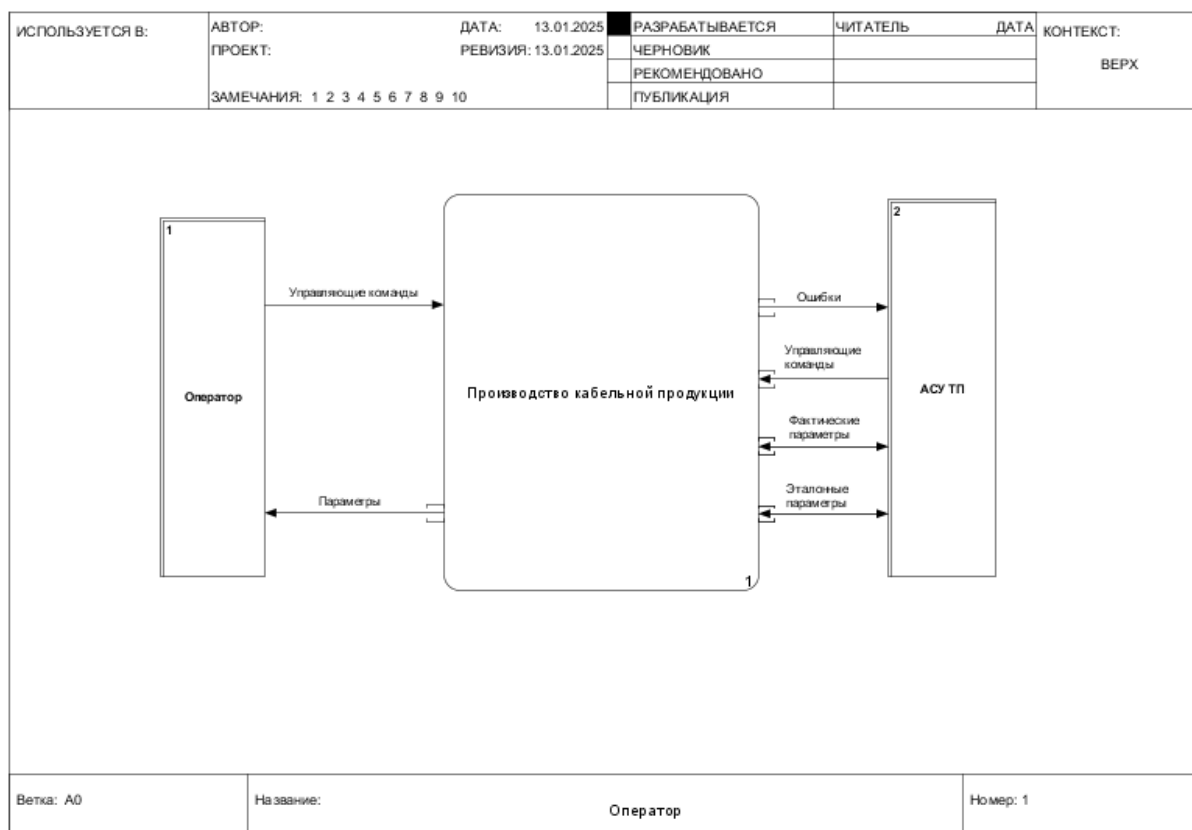 ИСПОЛЬЗУЕТСЯ В:
АВТОР:
ДАТА: 13.01.2025
ПРОЕКТ:
РЕВИЗИЯ: 13.01.2025
ЗАМЕЧАНИЯ: 1 2 3 4 5 6 7 8 9 10
РАЗРАБАТЫВАЕТСЯ
ЧЕРНОВИК
РЕКОМЕНДОВАНО
ПУБЛИКАЦИЯ
ЧИТАТЕЛЬ
ДАТА
КОНТЕКСТ:
ВЕРХ
1
Оператор
Управляющие команды
Параметры
Производство кабельной продукции
1
Ошибки
Управляющие
команды
Фактические
параметры
Эталонные
параметры
2
АСУ ТП
Ветка: A0
Название:
Оператор
Номер: 1